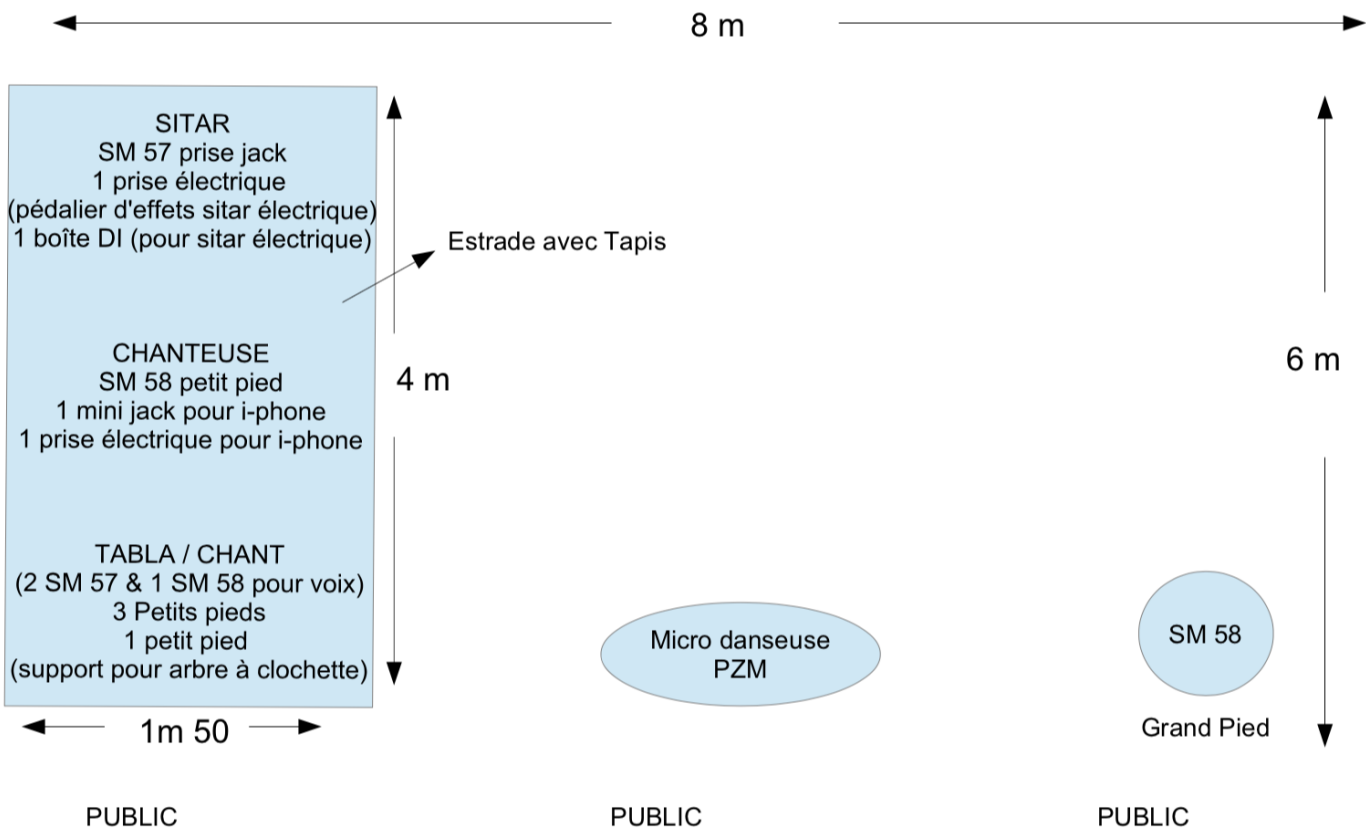 8 m
SITAR
SM 57 prise jack
1 prise électrique
(pédalier d'effets sitar électrique)
1 boîte DI (pour sitar électrique)
Estrade avec Tapis
CHANTEUSE
SM 58 petit pied
1 mini jack pour i-phone
1 prise électrique pour i-phone
4 m
6 m
TABLA / CHANT
(2 SM 57 & 1 SM 58 pour voix)
3 Petits pieds
1 petit pied
(support pour arbre à clochette)
1m 50
Micro danseuse
PZM
SM 58
Grand Pied
PUBLIC
PUBLIC
PUBLIC